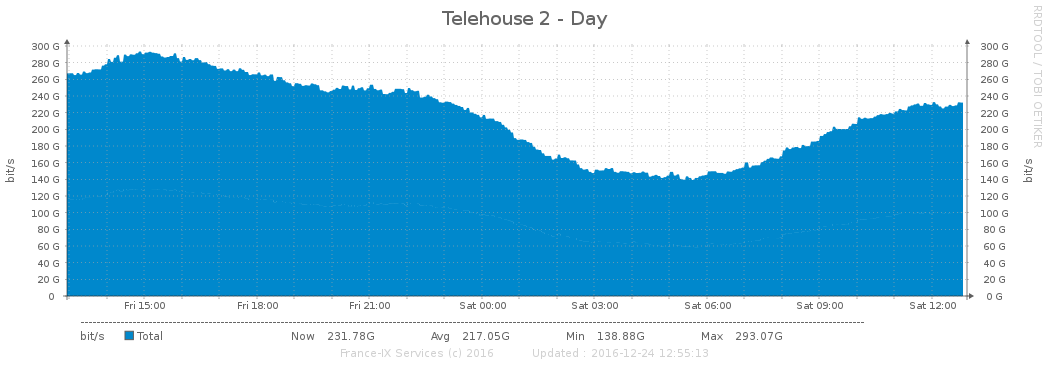 Telehouse 2 - Day
RRDTOOL / TOBI OETIKER
bit/s
300 G 300 G
280 G 280 G
260 G 260 G
240 G 240 G
220 G 220 G
200 G 200 G
180 G 180 G
160 G 160 G
140 G 140 G
120 G 120 G
100 G 100 G
80 G 80 G
60 G 60 G
40 G 40 G
20 G 20 G
0 0 G
bit/s
Fri 15:00 Fri 18:00 Fri 21:00 Sat 00:00 Sat 03:00 Sat 06:00 Sat 09:00 Sat 12:00
bit/s Total Now 231.78G Avg 217.05G Min 138.88G Max 293.07G
France-IX Services (c) 2016 Updated : 2016-12-24 12:55:13